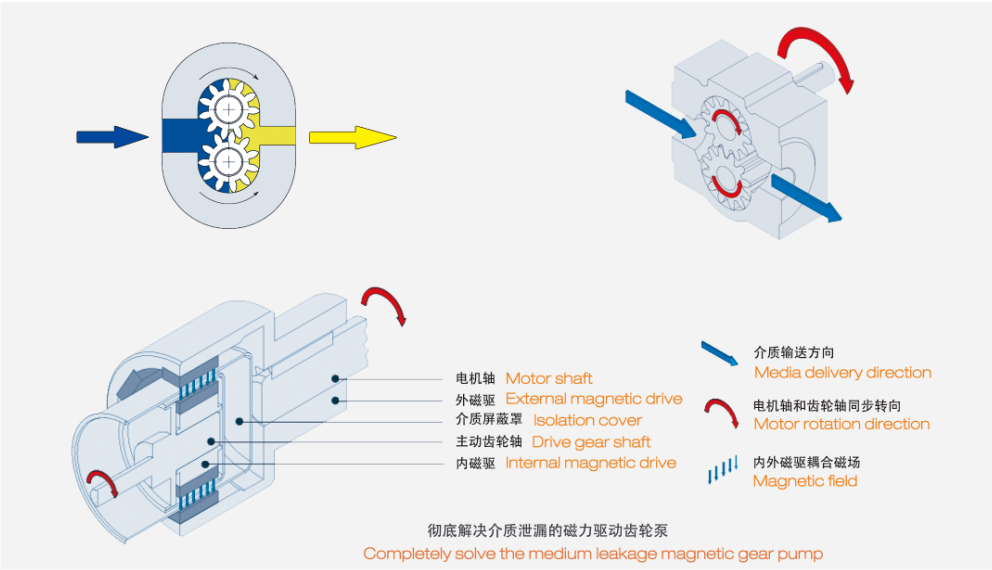 电机轴 Motor shaft
外磁驱 External magnetic drive
介质屏蔽罩 Isolation cover
主动齿轮轴 Drive gear shaft
内磁驱 Internal magnetic drive
介质输送方向
Media delivery direction
电机轴和齿轮轴同步转向
Motor rotation direction
内外磁驱耦合磁场
Magnetic field
彻底解决介质泄漏的磁力驱动齿轮泵
Completely solve the medium leakage magnetic gear pump